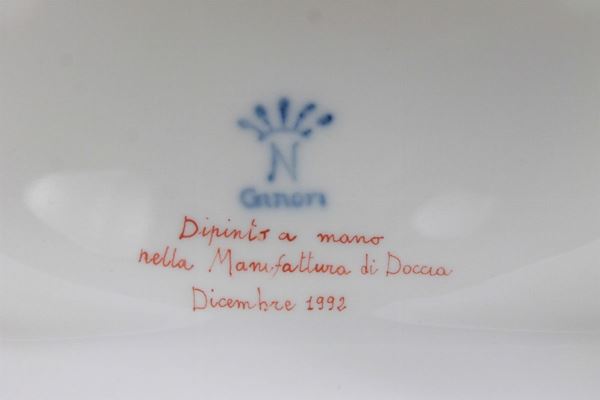 N
Ginori
Dipinto a mano
nella Manifattura di Doccia
Dicembre 1992